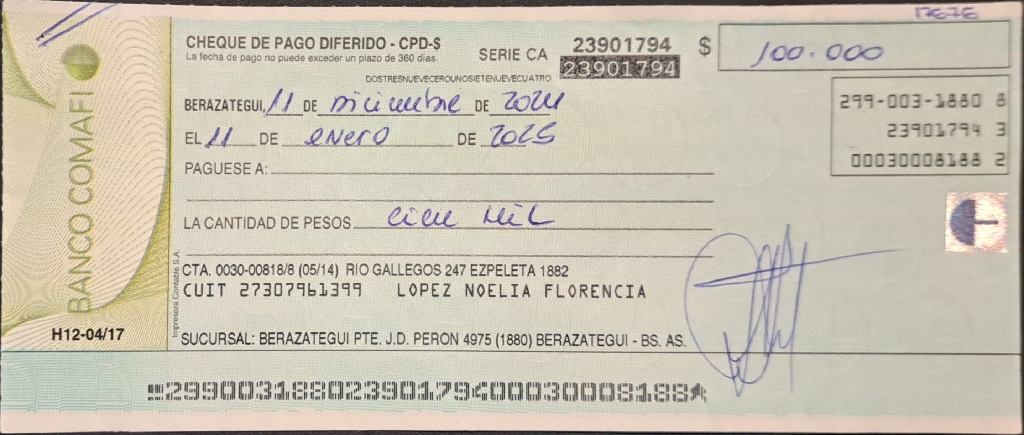 17676
CHEQUE DE PAGO DIFERIDO - CPD-$
La fecha de pago no puede exceder un plazo de 360 días.
SERIE CA 23901794
23901794
$ 100.000
DOSTRESNUEVECEROUNOSIETENUEVECUATRO
BERAZATEGUI, 11 DE Diciembre DE 2024
EL 11 DE enero DE 2025
PAGUESE A:
LA CANTIDAD DE PESOS cien mil
299-003-1880 8
23901794 3
00030008188 2
CTA. 0030-00818/8 (05/14) RIO GALLEGOS 247 EZPELETA 1882
CUIT 27307961399 LOPEZ NOELIA FLORENCIA
SUCURSAL: BERAZATEGUI PTE. J.D. PERON 4975 (1880) BERAZATEGUI - BS. AS.
BANCO COMAFI
H12-04/17
Impresora Contable S.A.
29900318802390179400030008188